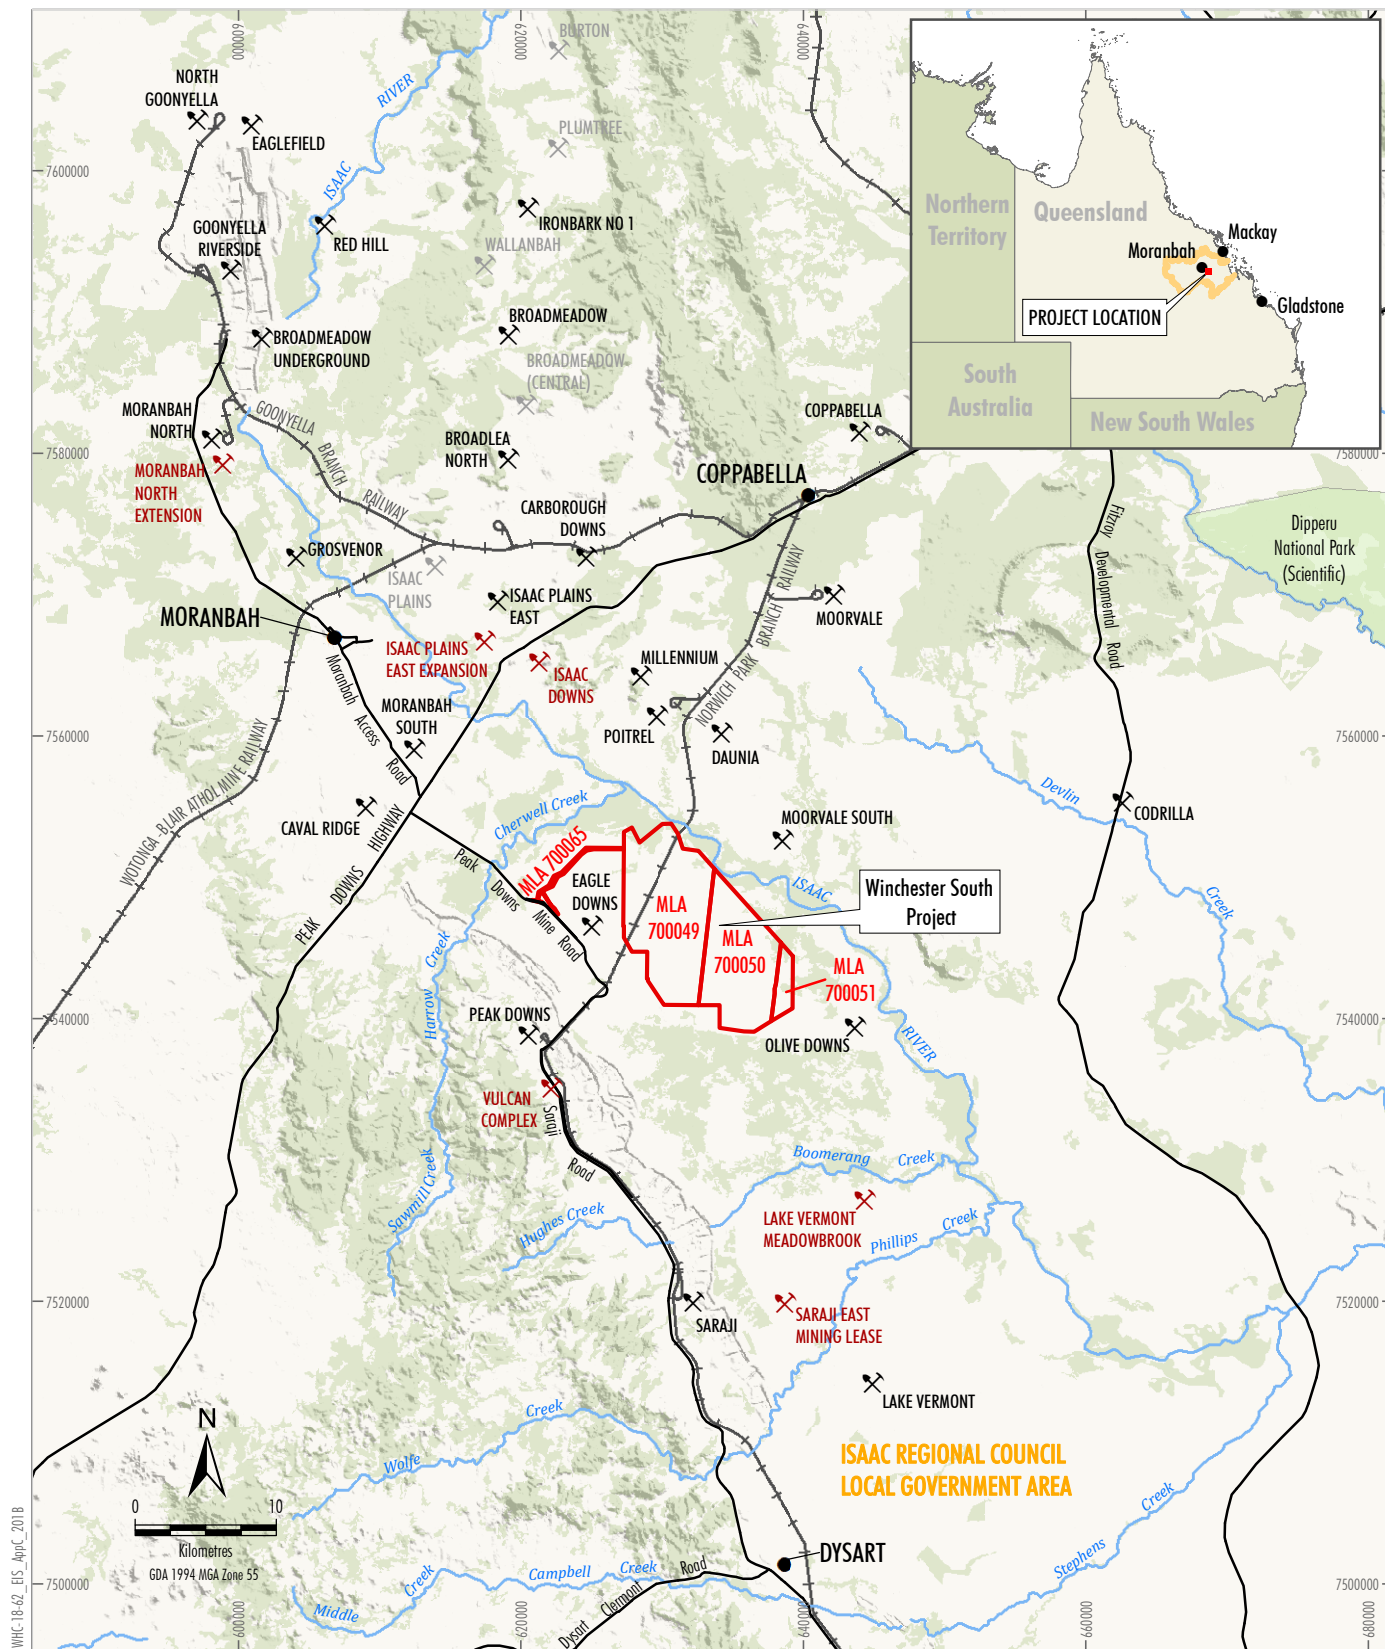 600000
620000
640000
BURTON
NORTH
GOONYELLA
RIVER
EAGLEFIELD
PLUMTREE
7600000
ISAAC
IRONBARK NO 1
GOONYELLA
RIVERSIDE
RED HILL
WALLANBAH
Northern
Territory
Queensland
Mackay
Moranbah
Gladstone
PROJECT LOCATION
South
Australia
New South Wales
BROADMEADOW
BROADMEADOW
UNDERGROUND
BROADMEADOW
(CENTRAL)
MORANBAH
NORTH
GOONYELLA
BRANCH
RAILWAY
COPPABELLA
BROADLEA
NORTH
7580000
7580000
MORANBAH
NORTH
EXTENSION
COPPABELLA
CARBOROUGH
DOWNS
Fitzroy
Developmental Road
Dipperu
National Park
(Scientific)
GROSVENOR
ISAAC
PLAINS
ISAAC PLAINS
EAST
NORWICH PARK BRANCH RAILWAY
MOORVALE
MORANBAH
ISAAC PLAINS
EAST EXPANSION
ISAAC
DOWNS
MILLENNIUM
Moranbah Access Road
MORANBAH
SOUTH
POITREL
DAUNIA
7560000
7560000
WOTONGA-BLAIR ATHOL MINE RAILWAY
CAVAL RIDGE
PEAK DOWNS HIGHWAY
Cherwell Creek
Devlin
Creek
CODRILLA
MOORVALE SOUTH
Peak Downs Mine Road
MLA 700065
EAGLE
DOWNS
MLA
700049
MLA
700050
MLA
700051
ISAAC
RIVER
Winchester South
Project
Harrow Creek
PEAK DOWNS
OLIVE DOWNS
7540000
7540000
VULCAN
COMPLEX
Saraji
Road
Boomerang Creek
Sawmill Creek
Hughes Creek
LAKE VERMONT
MEADOWBROOK
Phillips Creek
7520000
7520000
SARAJI
SARAJI EAST
MINING LEASE
LAKE VERMONT
Wolfe Creek
N
ISAAC REGIONAL COUNCIL
LOCAL GOVERNMENT AREA
0 10
Kilometres
GDA 1994 MGA Zone 55
Stephens Creek
DYSART
Campbell Creek
Middle Creek
Dysart Clermont Road
7500000
7500000
600000
620000
640000
660000
680000
WHC-18-62_EIS_AppC_201B